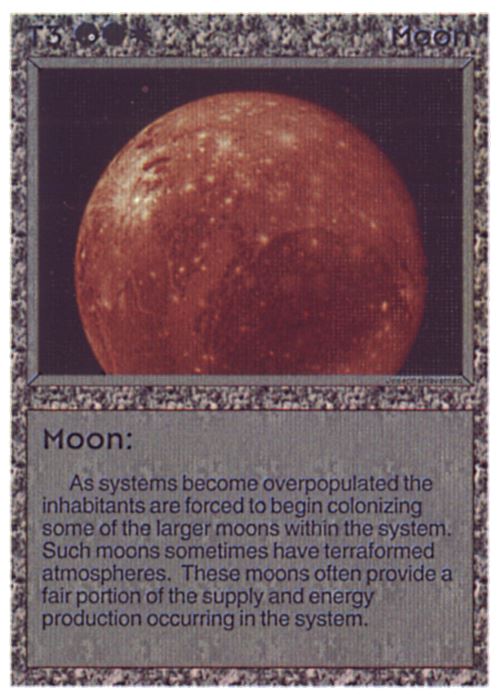 T3 Moon
Moon:
As systems become overpopulated the
inhabitants are forced to begin colonizing
some of the larger moons within the system.
Such moons sometimes have terraformed
atmospheres. These moons often provide a
fair portion of the supply and energy
production occurring in the system.